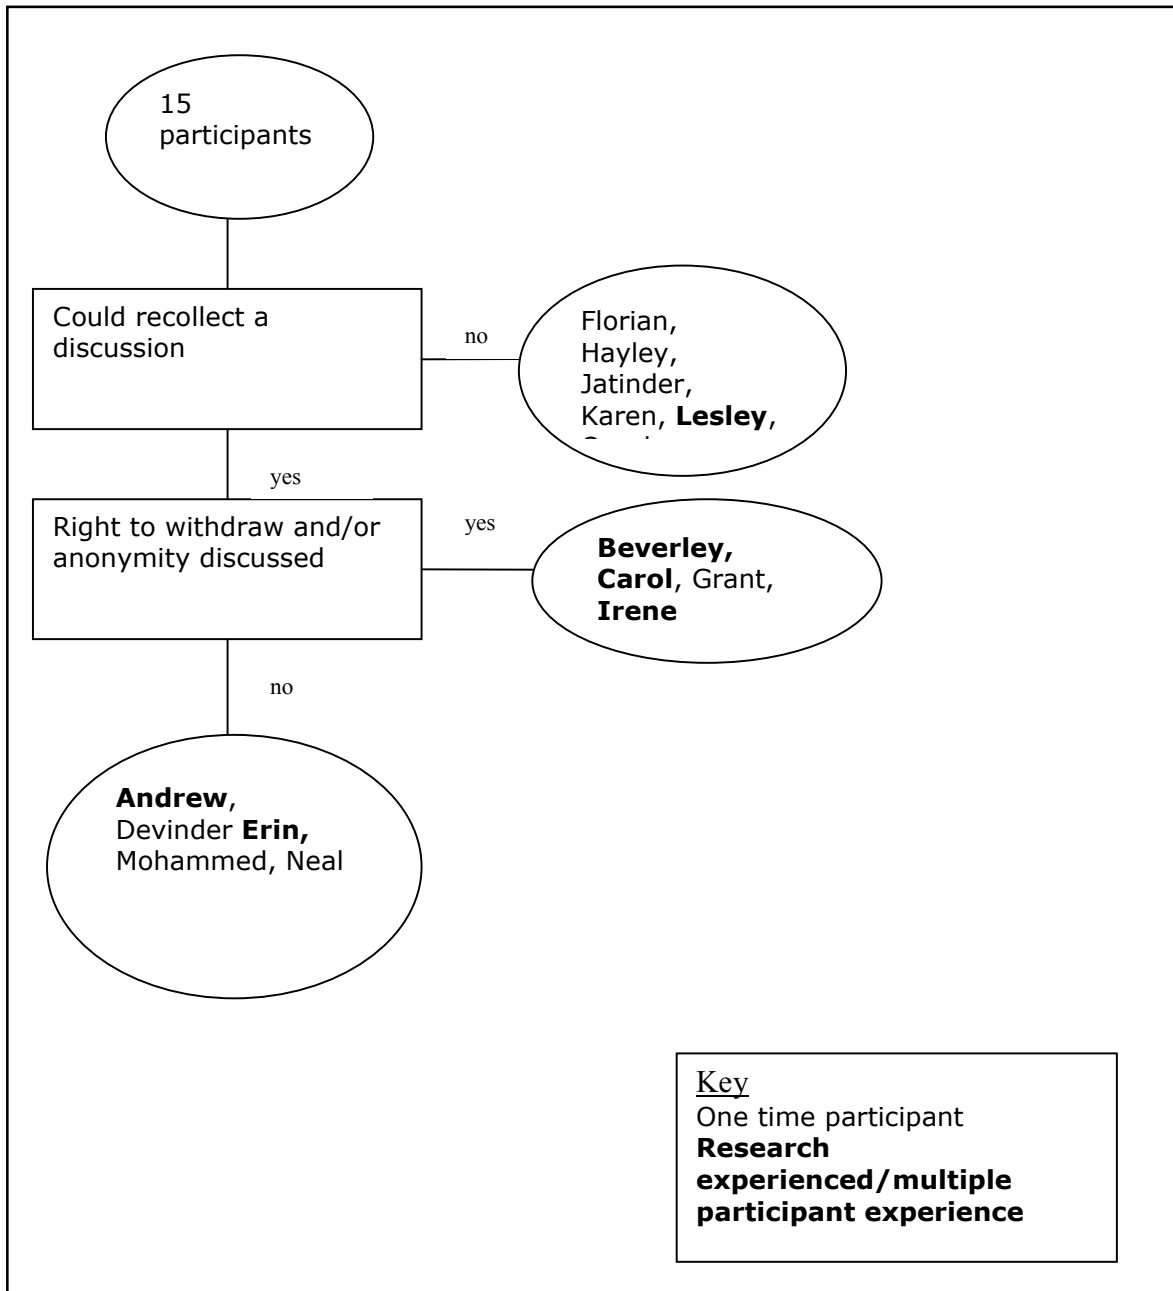 15
participants
Could recollect a
discussion
no
Florian,
Hayley,
Jatinder,
Karen, Lesley,
yes
Right to withdraw and/or
anonymity discussed
yes
Beverley,
Carol, Grant,
Irene
no
Andrew,
Devinder Erin,
Mohammed, Neal
Key
One time participant
Research
experienced/multiple
participant experience